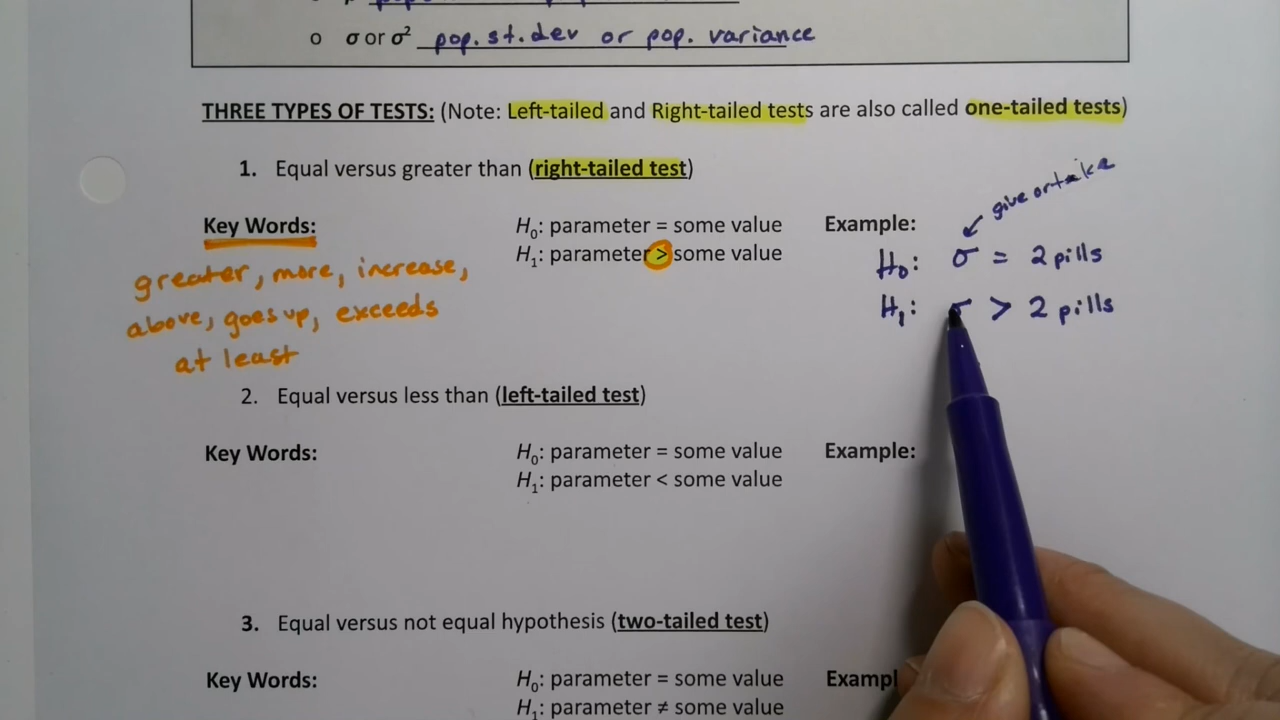 o σ or σ² pop. st. dev or pop. variance
THREE TYPES OF TESTS: (Note: Left-tailed and Right-tailed tests are also called one-tailed tests)
1. Equal versus greater than (right-tailed test)
give or take
Key Words: H₀: parameter = some value Example:
H₁: parameter > some value
H₀: σ = 2 pills
H₁: σ > 2 pills
greater, more, increase,
above, goes up, exceeds
at least
2. Equal versus less than (left-tailed test)
Key Words: H₀: parameter = some value Example:
H₁: parameter < some value
3. Equal versus not equal hypothesis (two-tailed test)
Key Words: H₀: parameter = some value Exampl
H₁: parameter ≠ some value